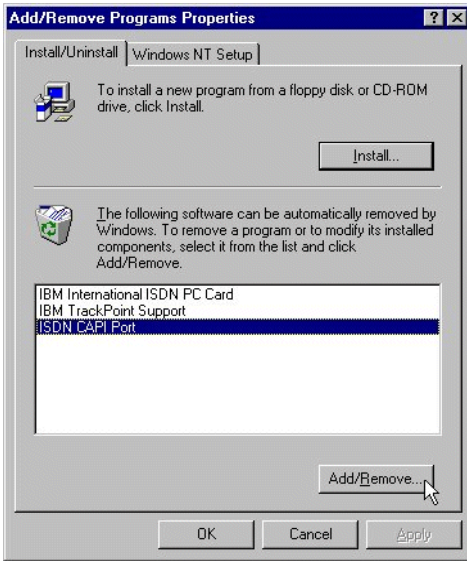 Add/Remove Programs Properties
Install/Uninstall
Windows NT Setup
To install a new program from a floppy disk or CD-ROM
drive, click Install.
Install...
The following software can be automatically removed by
Windows. To remove a program or to modify its installed
components, select it from the list and click
Add/Remove.
IBM International ISDN PC Card
IBM TrackPoint Support
ISDN CAPI Port
Add/Remove...
OK
Cancel
Apply